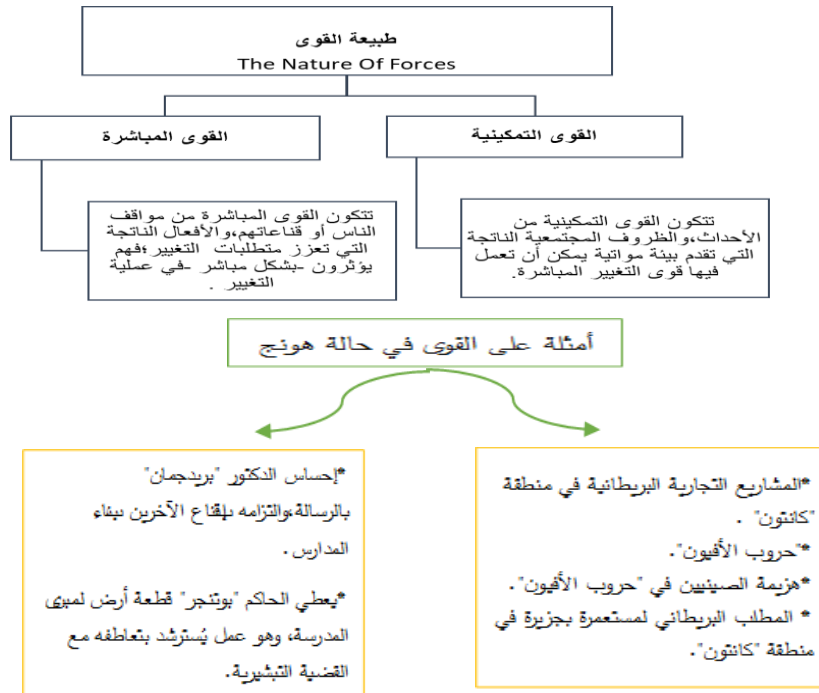 طبيعة القوى
The Nature Of Forces
القوى التمكينية
القوى المباشرة
تتكون القوى التمكينية من
الأحداث،والظروف المجتمعية الناتجة
التي تقدم بيئة مواتية يمكن أن تعمل
فيها قوى التغيير المباشرة.
تتكون القوى المباشرة من مواقف
الناس أو قناعاتهم،والأفعال الناتجة
التي تعزز متطلبات التغيير؛فهم
يؤثرون -بشكل مباشر -في عملية
التغيير .
أمثلة على القوى في حالة هونج
*المشاريع التجارية البريطانية في منطقة
"كانتون" .
*"حروب الأفيون".
*هزيمة الصينيين في "حروب الأفيون".
* المطلب البريطاني لمستعمرة بجزيرة في
منطقة "كانتون".
*إحساس الدكتور "بريدجمان"
بالرسالة،والتزامه بإقناع الآخرين ببناء
المدارس .
*يعطي الحاكم "بوتنجر" قطعة أرض لمبرى
المدرسة، وهو عمل يُسترشد بتعاطفه مع
القضية التبشيرية.